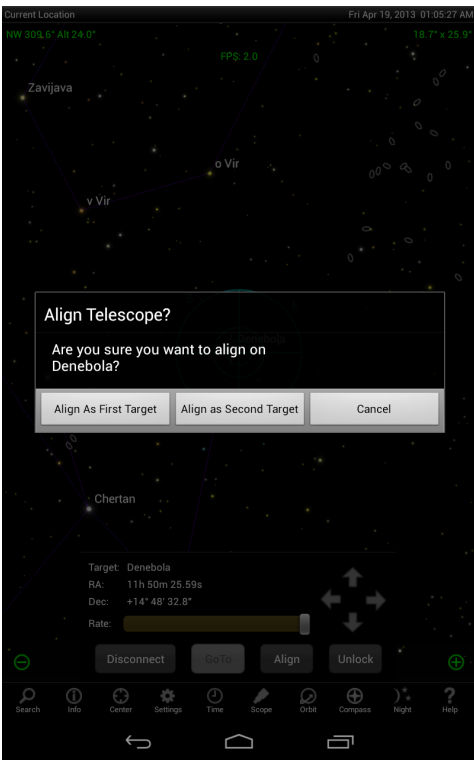 Current Location Fri Apr 19, 2013 01:05:27 AM
NW 309.6° Alt 24.0° 18.7° x 25.9°
FPS: 2.0
Zavijava
o Vir
v Vir
Align Telescope?
Denebola
Are you sure you want to align on
Denebola?
Align As First Target Align as Second Target Cancel
Chertan
Target: Denebola
RA: 11h 50m 25.59s
Dec: +14° 48' 32.8"
Rate:
Disconnect GoTo Align Unlock
Search Info Center Settings Time Scope Orbit Compass Night Help